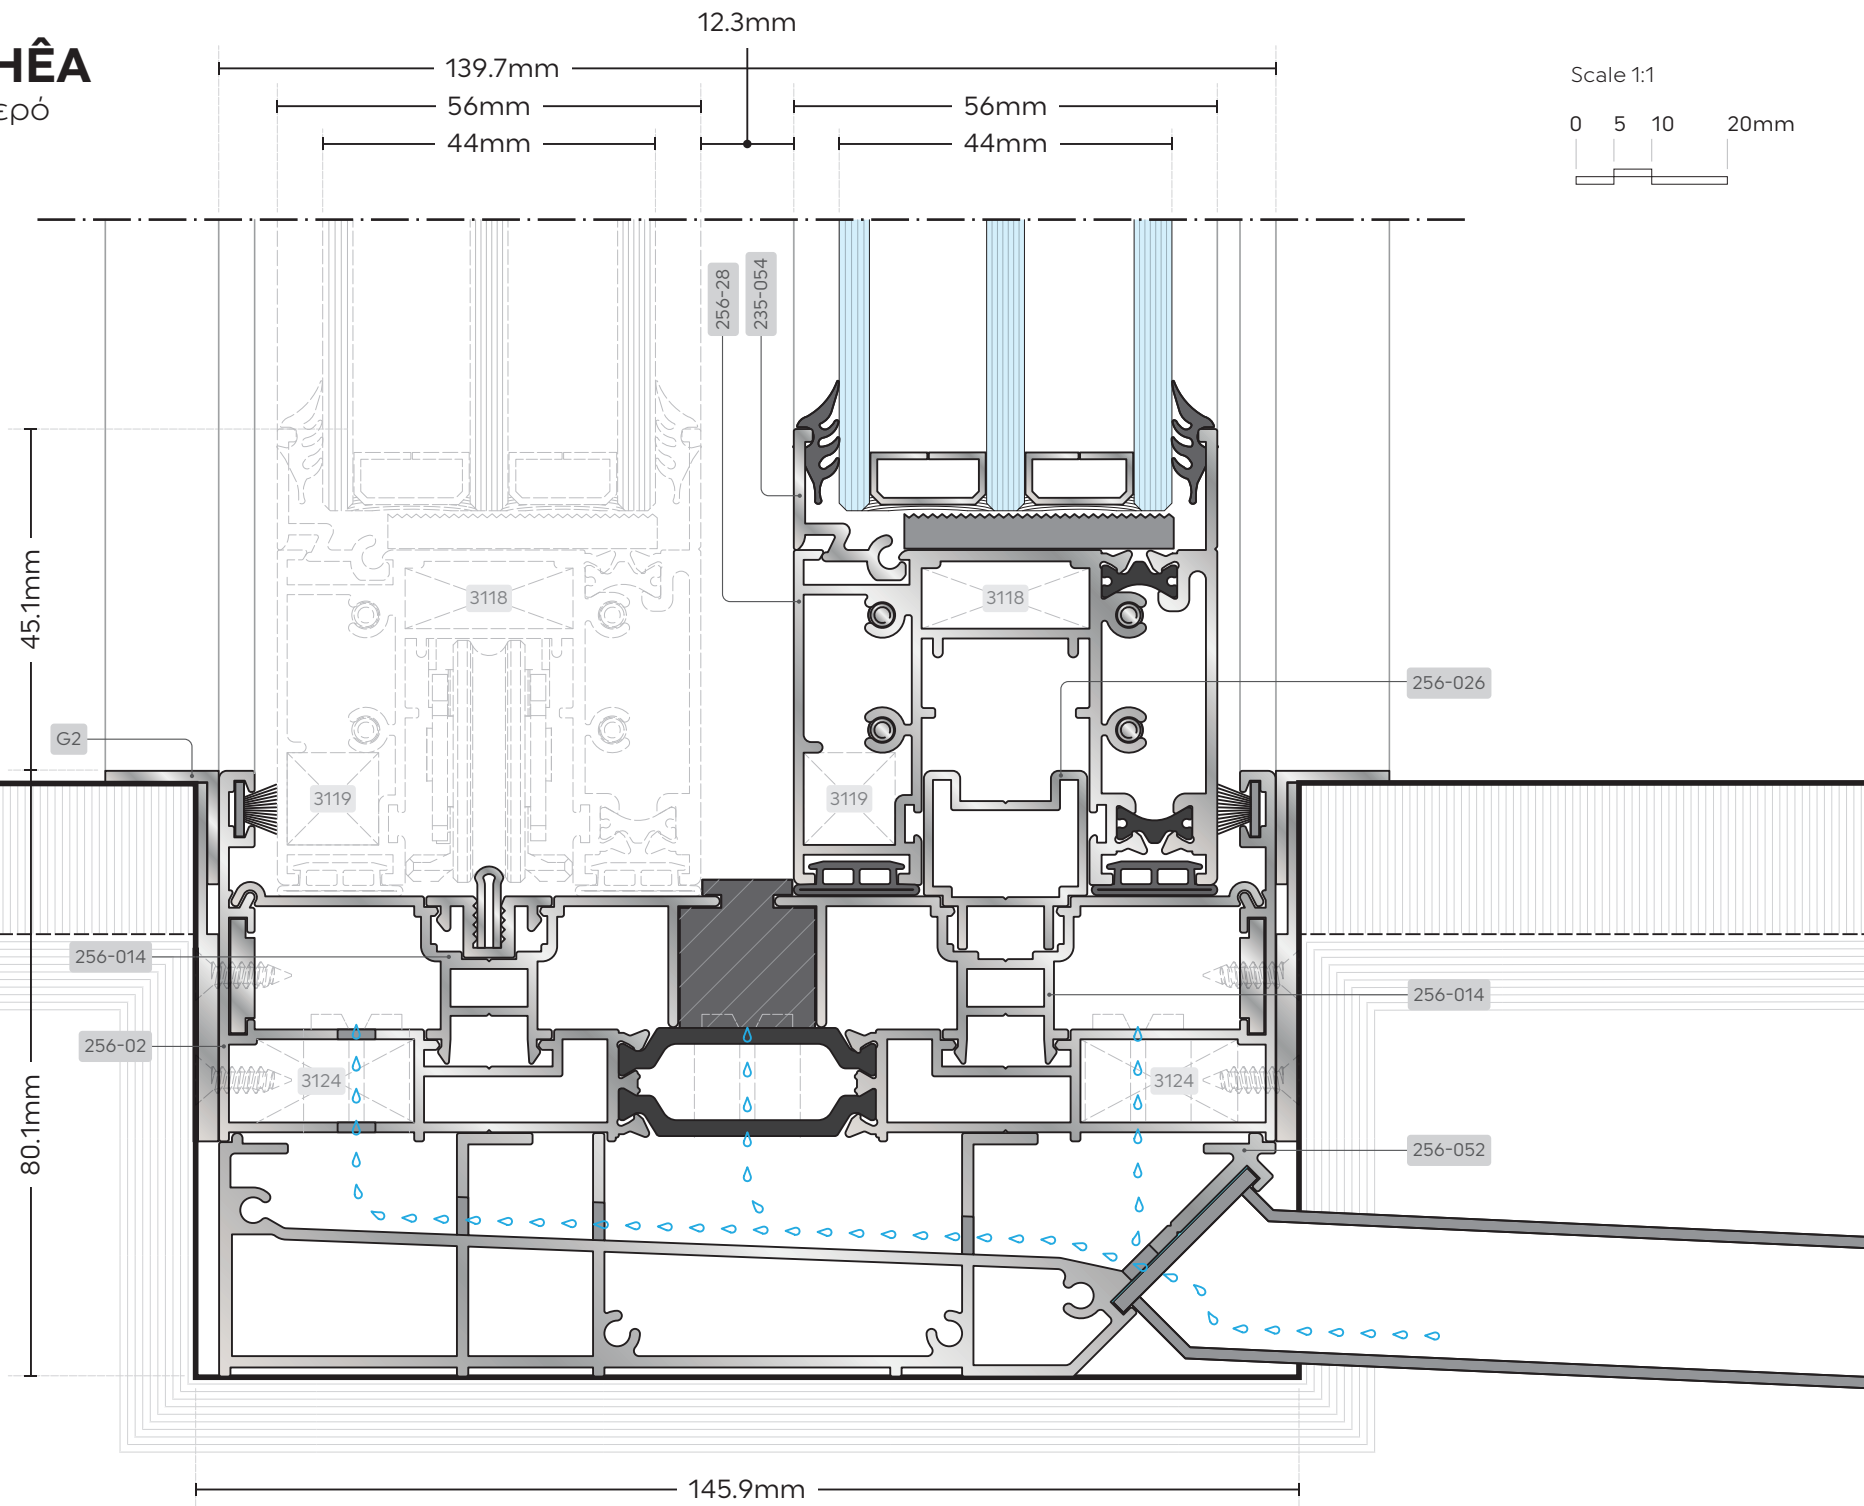 HÊA
ερό
12.3mm
139.7mm
56mm
56mm
44mm
44mm
Scale 1:1
0 5 10 20mm
256-28
235-054
45.1mm
3118
3118
256-026
G2
3119
3119
256-014
256-014
256-02
3124
3124
80.1mm
256-052
145.9mm